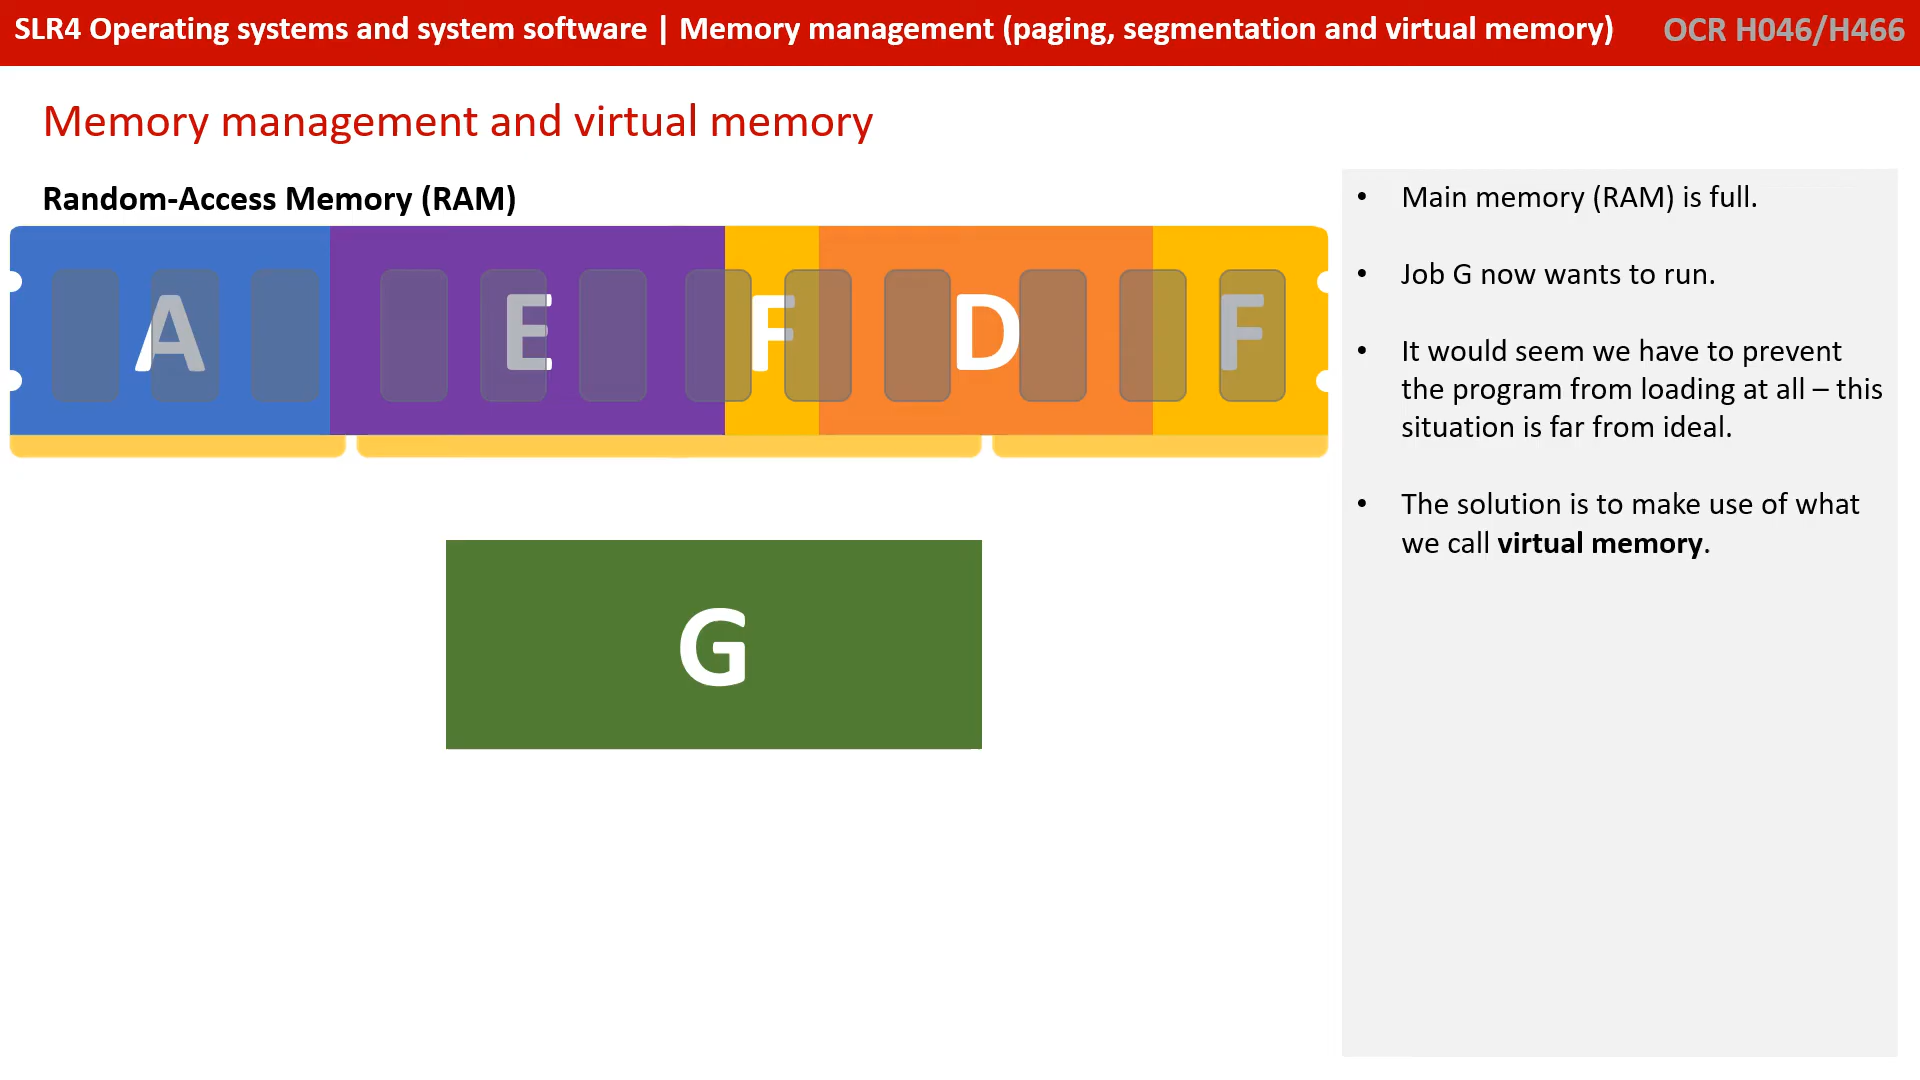 SLR4 Operating systems and system software | Memory management (paging, segmentation and virtual memory) OCR H046/H466
Memory management and virtual memory
Random-Access Memory (RAM)
A E F D F
G
• Main memory (RAM) is full.
• Job G now wants to run.
• It would seem we have to prevent
the program from loading at all – this
situation is far from ideal.
• The solution is to make use of what
we call virtual memory.